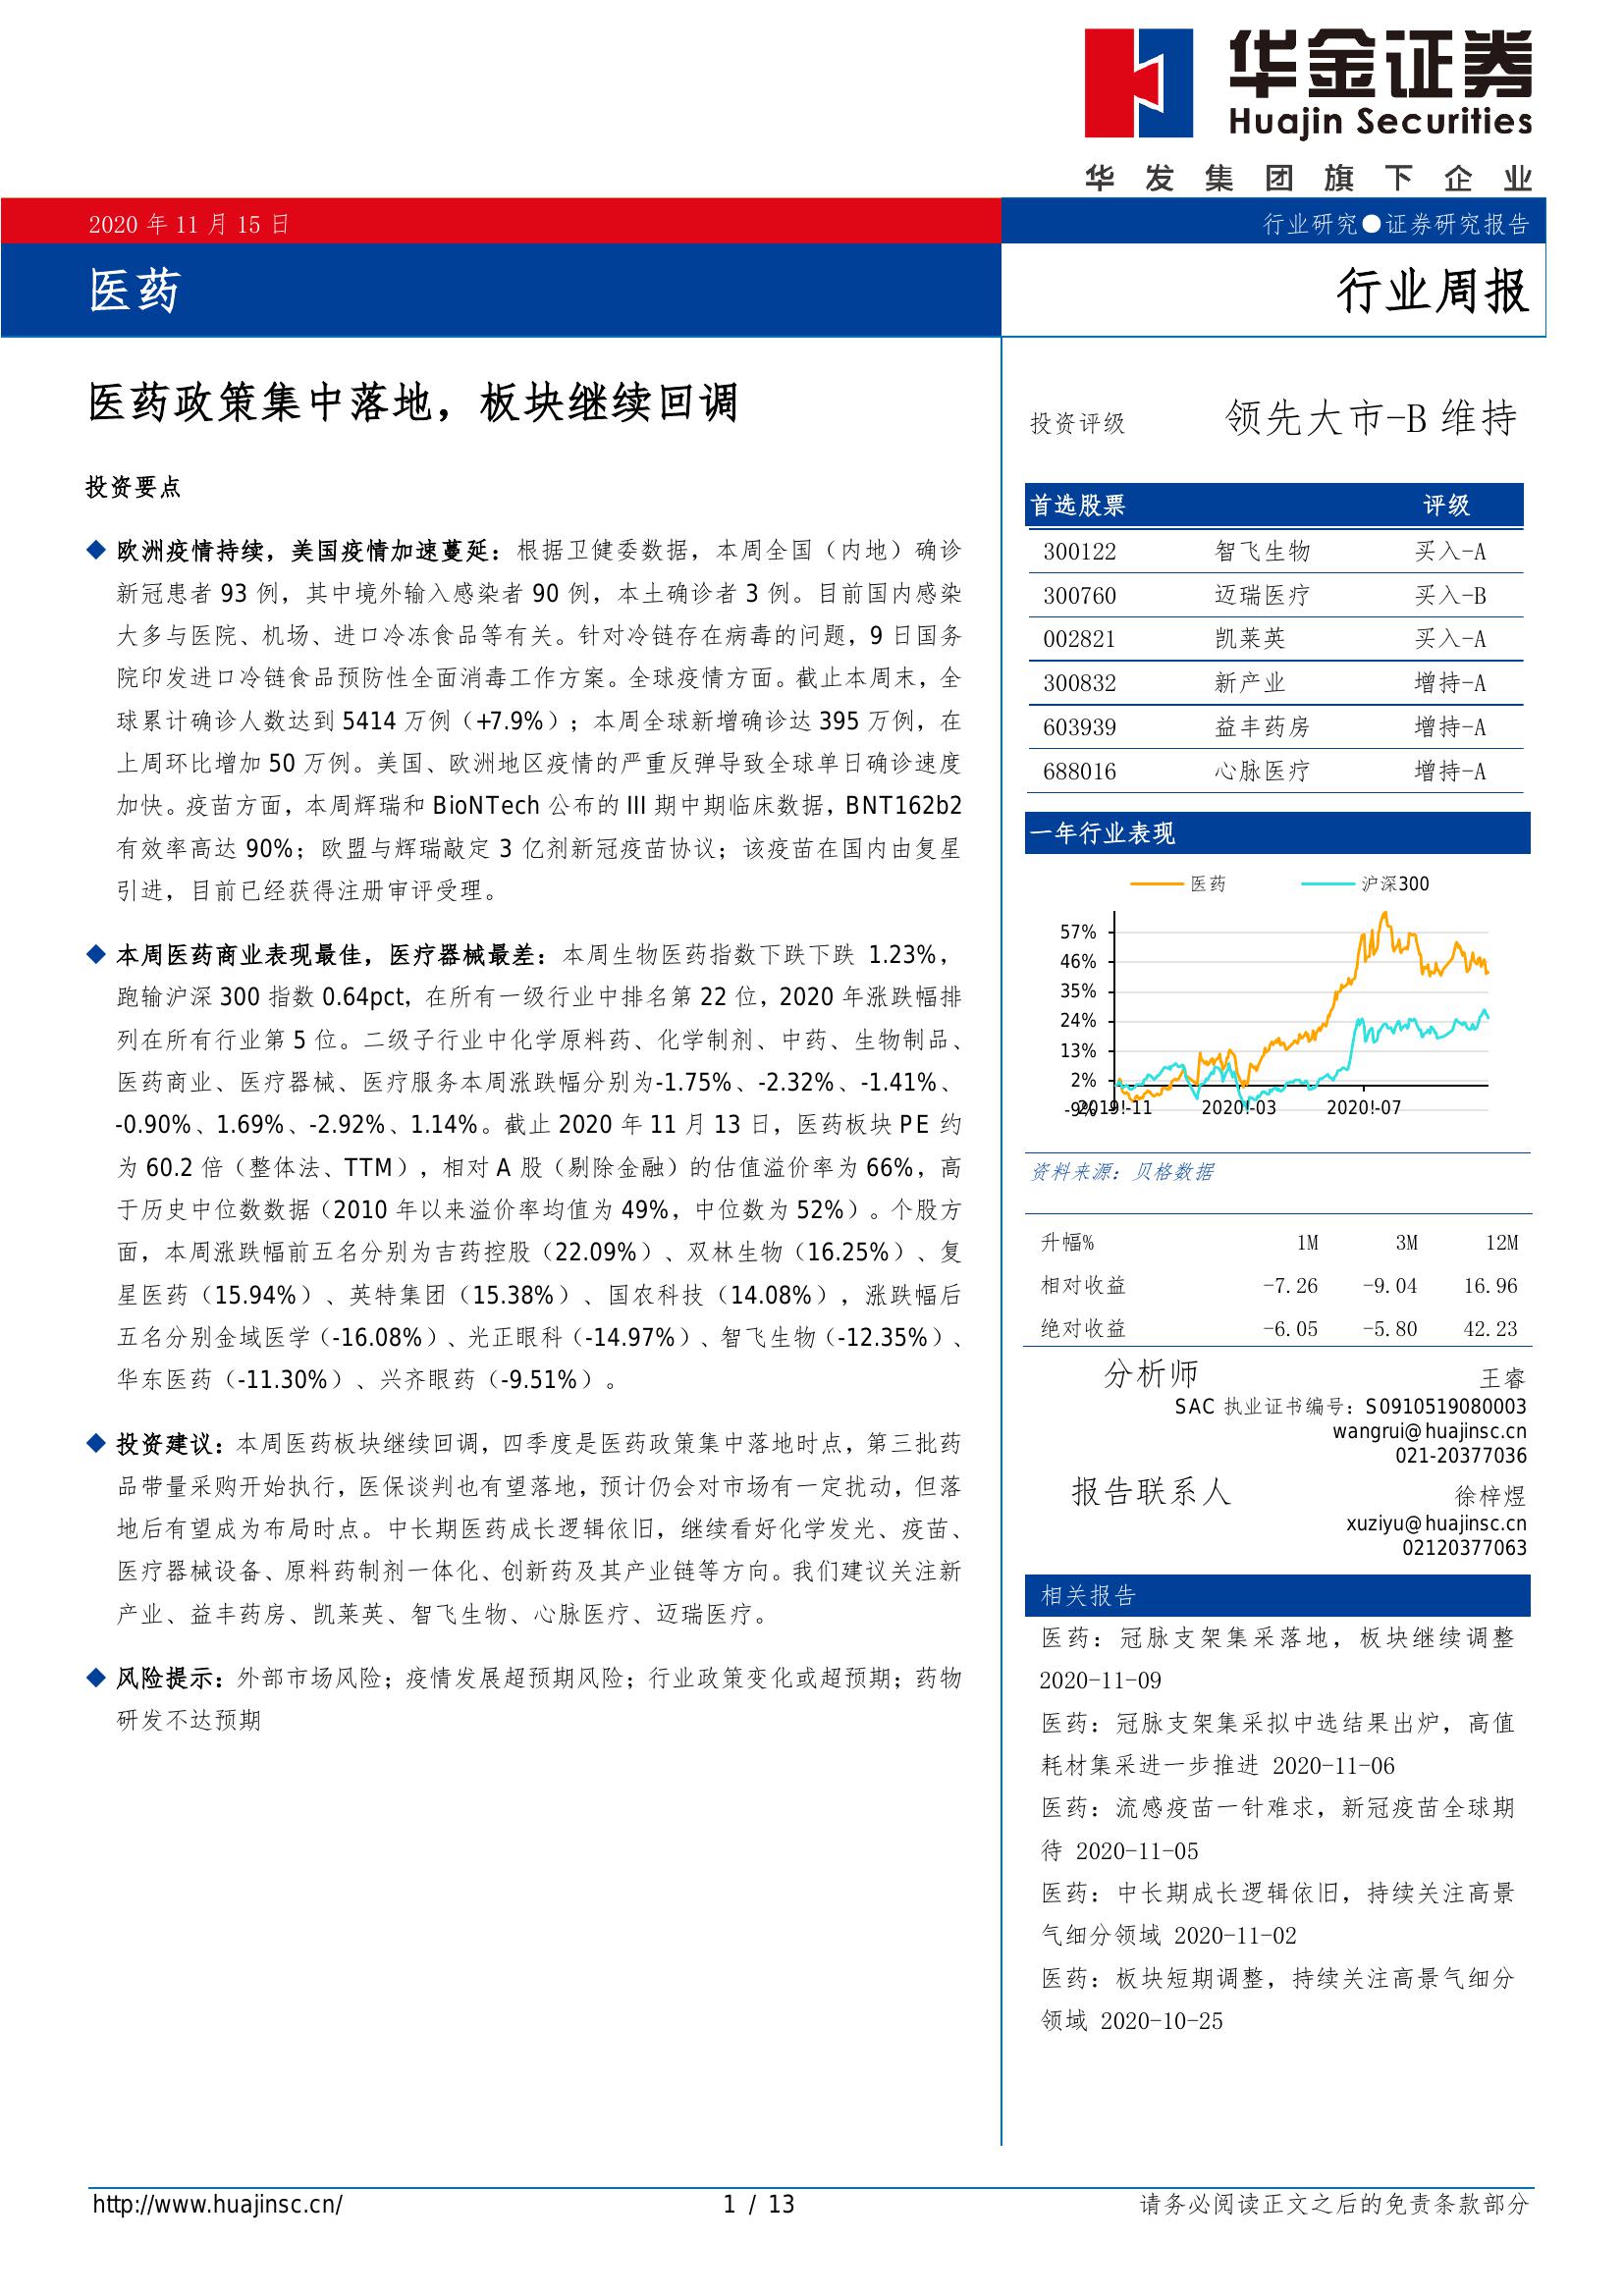 华金证券
Huajin Securities
华发集团旗下企业
2020 年 11 月 15 日
行业研究●证券研究报告
医药
行业周报
医药政策集中落地，板块继续回调
投资要点
◆ 欧洲疫情持续，美国疫情加速蔓延：根据卫健委数据，本周全国（内地）确诊
新冠患者 93 例，其中境外输入感染者 90 例，本土确诊者 3 例。目前国内感染
大多与医院、机场、进口冷冻食品等有关。针对冷链存在病毒的问题，9 日国务
院印发进口冷链食品预防性全面消毒工作方案。全球疫情方面。截止本周末，全
球累计确诊人数达到 5414 万例（+7.9%）；本周全球新增确诊达 395 万例，在
上周环比增加 50 万例。美国、欧洲地区疫情的严重反弹导致全球单日确诊速度
加快。疫苗方面，本周辉瑞和 BioNTech 公布的 III 期中期临床数据，BNT162b2
有效率高达 90%；欧盟与辉瑞敲定 3 亿剂新冠疫苗协议；该疫苗在国内由复星
引进，目前已经获得注册审评受理。
◆ 本周医药商业表现最佳，医疗器械最差：本周生物医药指数下跌下跌 1.23%，
跑输沪深 300 指数 0.64pct，在所有一级行业中排名第 22 位，2020 年涨跌幅排
列在所有行业第 5 位。二级子行业中化学原料药、化学制剂、中药、生物制品、
医药商业、医疗器械、医疗服务本周涨跌幅分别为-1.75%、-2.32%、-1.41%、
-0.90%、1.69%、-2.92%、1.14%。截止 2020 年 11 月 13 日，医药板块 PE 约
为 60.2 倍（整体法、TTM），相对 A 股（剔除金融）的估值溢价率为 66%，高
于历史中位数数据（2010 年以来溢价率均值为 49%，中位数为 52%）。个股方
面，本周涨跌幅前五名分别为吉药控股（22.09%）、双林生物（16.25%）、复
星医药（15.94%）、英特集团（15.38%）、国农科技（14.08%），涨跌幅后
五名分别金域医学（-16.08%）、光正眼科（-14.97%）、智飞生物（-12.35%）、
华东医药（-11.30%）、兴齐眼药（-9.51%）。
◆ 投资建议：本周医药板块继续回调，四季度是医药政策集中落地时点，第三批药
品带量采购开始执行，医保谈判也有望落地，预计仍会对市场有一定扰动，但落
地后有望成为布局时点。中长期医药成长逻辑依旧，继续看好化学发光、疫苗、
医疗器械设备、原料药制剂一体化、创新药及其产业链等方向。我们建议关注新
产业、益丰药房、凯莱英、智飞生物、心脉医疗、迈瑞医疗。
◆ 风险提示：外部市场风险；疫情发展超预期风险；行业政策变化或超预期；药物
研发不达预期
投资评级 领先大市-B 维持
首选股票 评级
300122 智飞生物 买入-A
300760 迈瑞医疗 买入-B
002821 凯莱英 买入-A
300832 新产业 增持-A
603939 益丰药房 增持-A
688016 心脉医疗 增持-A
一年行业表现
医药 沪深300
57%
46%
35%
24%
13%
2%
-9%
2019!-11 2020!-03 2020!-07
资料来源：贝格数据
升幅% 1M 3M 12M
相对收益 -7.26 -9.04 16.96
绝对收益 -6.05 -5.80 42.23
分析师 王睿
SAC 执业证书编号：S0910519080003
wangrui@huajinsc.cn
021-20377036
报告联系人 徐梓煜
xuziyu@huajinsc.cn
02120377063
相关报告
医药：冠脉支架集采落地，板块继续调整
2020-11-09
医药：冠脉支架集采拟中选结果出炉，高值
耗材集采进一步推进 2020-11-06
医药：流感疫苗一针难求，新冠疫苗全球期
待 2020-11-05
医药：中长期成长逻辑依旧，持续关注高景
气细分领域 2020-11-02
医药：板块短期调整，持续关注高景气细分
领域 2020-10-25
http://www.huajinsc.cn/ 1 / 13 请务必阅读正文之后的免责条款部分